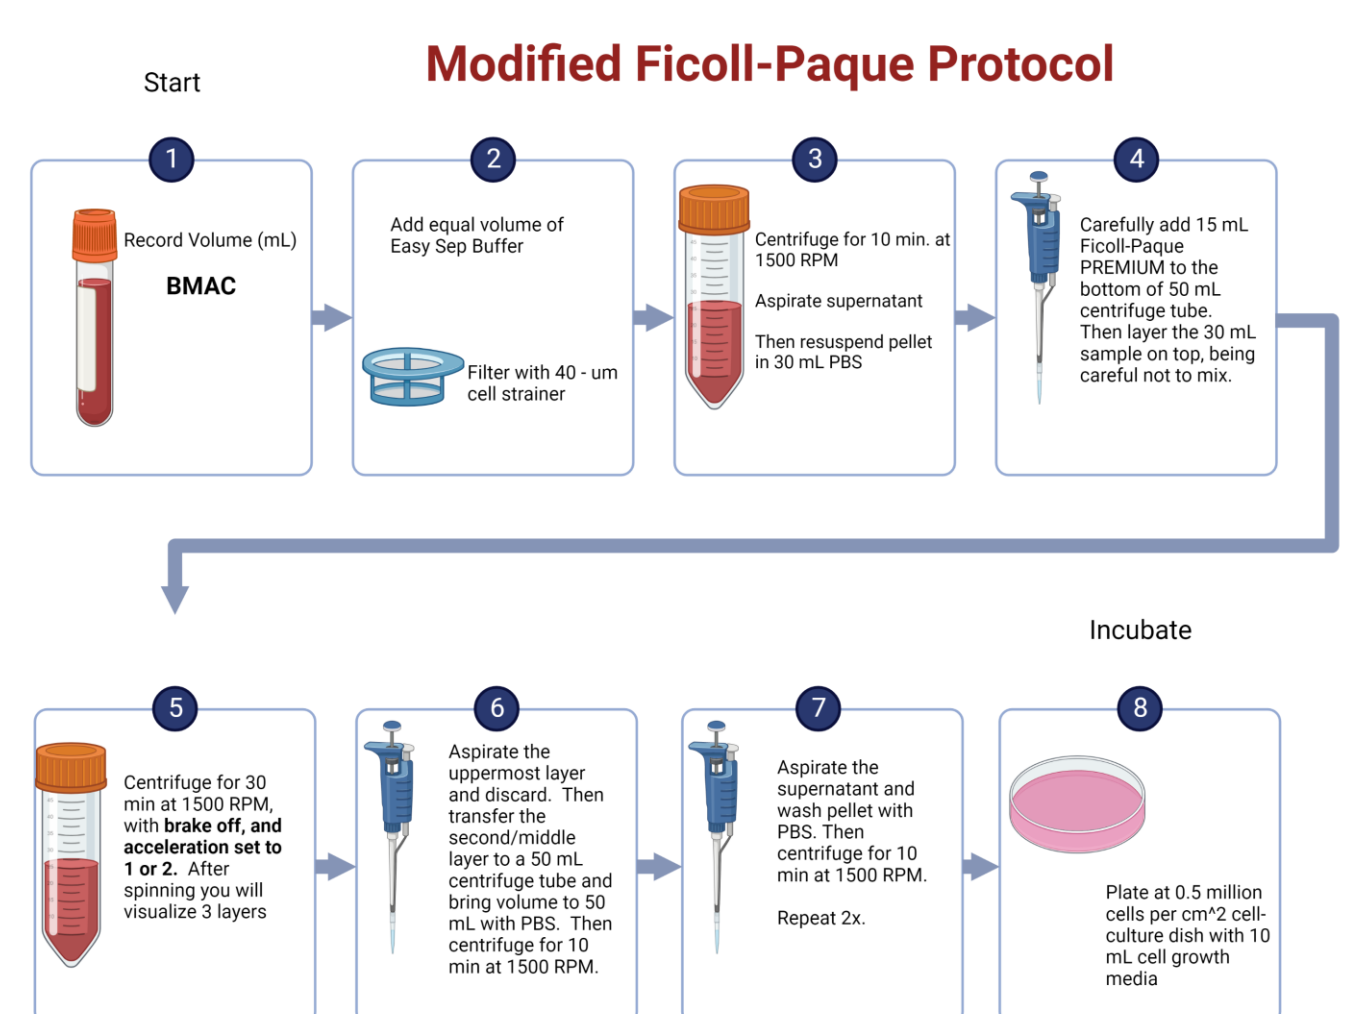 Modified Ficoll-Paque Protocol
Start
1
Record Volume (mL)
BMAC
2
Add equal volume of
Easy Sep Buffer
Filter with 40 - um
cell strainer
3
Centrifuge for 10 min. at
1500 RPM
Aspirate supernatant
Then resuspend pellet
in 30 mL PBS
4
Carefully add 15 mL
Ficoll-Paque
PREMIUM to the
bottom of 50 mL
centrifuge tube.
Then layer the 30 mL
sample on top, being
careful not to mix.
5
Centrifuge for 30
min at 1500 RPM,
with brake off, and
acceleration set to
1 or 2.  After
spinning you will
visualize 3 layers
6
Aspirate the
uppermost layer
and discard.  Then
transfer the
second/middle
layer to a 50 mL
centrifuge tube and
bring volume to 50
mL with PBS.  Then
centrifuge for 10
min at 1500 RPM.
7
Aspirate the
supernatant and
wash pellet with
PBS. Then
centrifuge for 10
min at 1500 RPM.
Repeat 2x.
Incubate
8
Plate at 0.5 million
cells per cm^2 cell-
culture dish with 10
mL cell growth
media